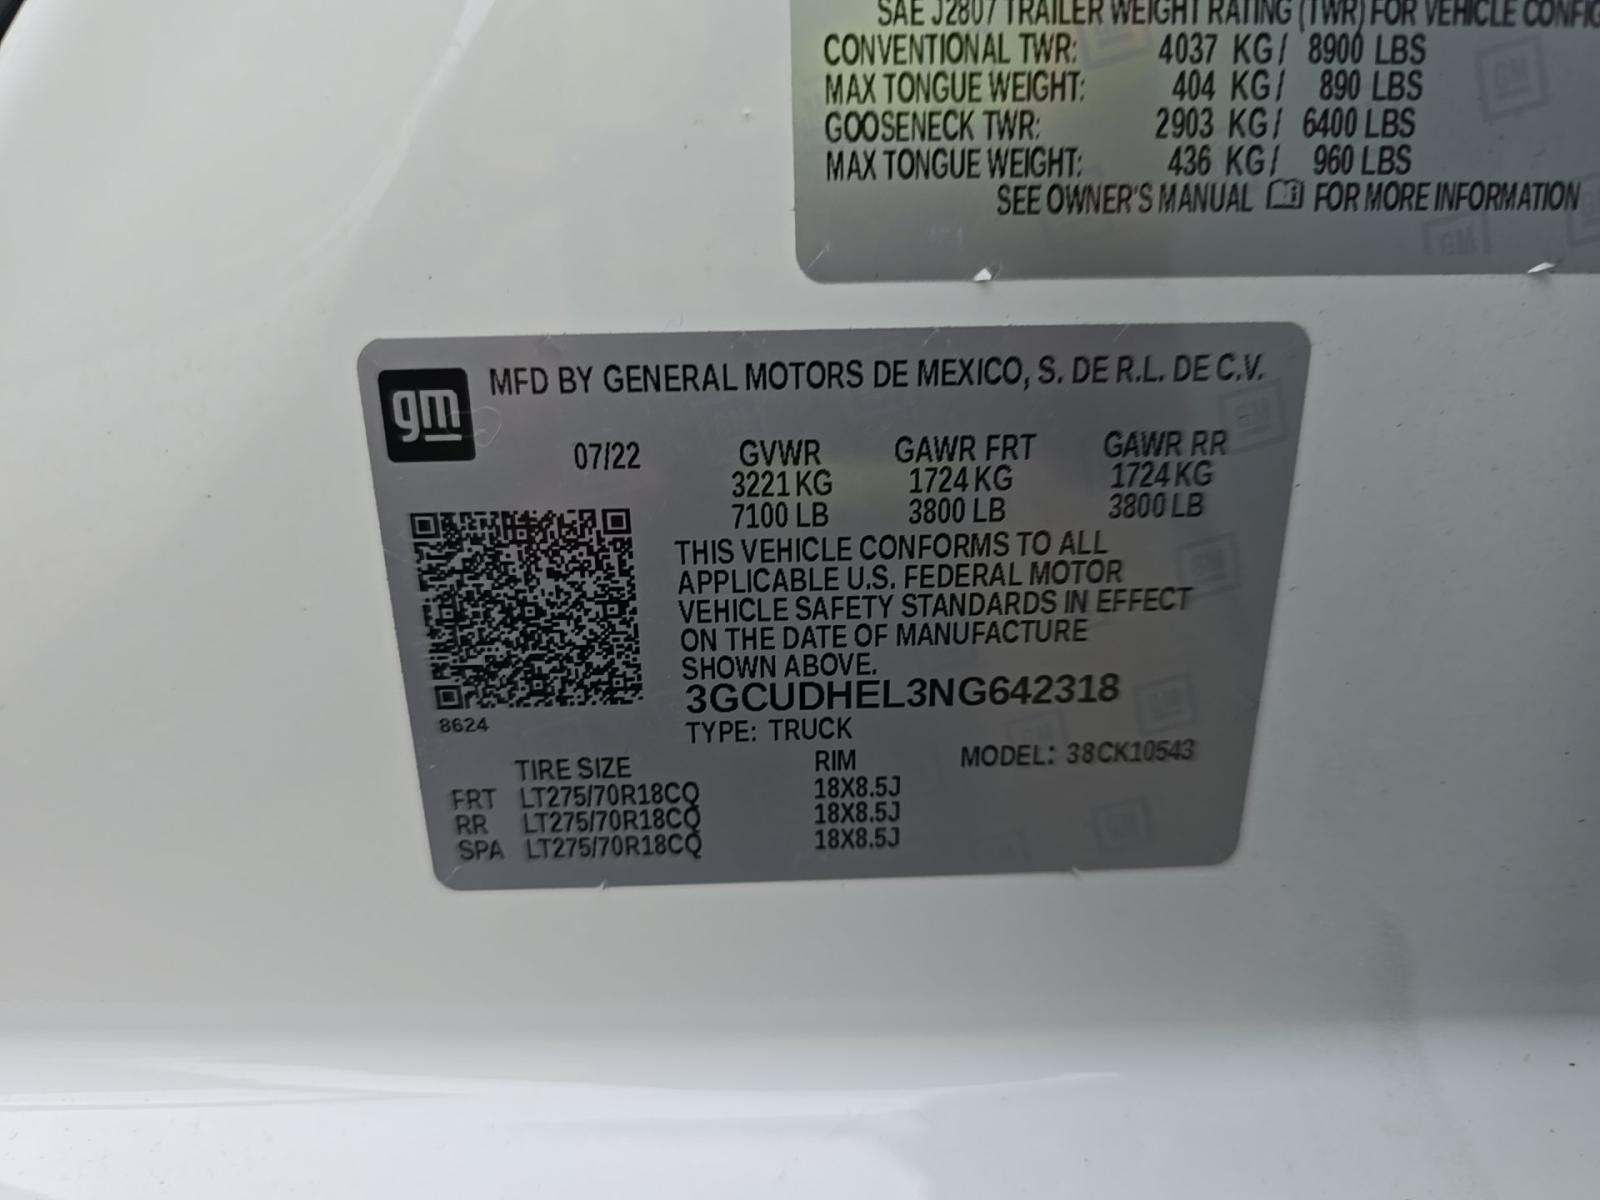 SAE J2807 TRAILER WEIGHT RATING (TWR) FOR VEHICLE
CONVENTIONAL TWR: 4037 KG/ 8900 LBS
MAX TONGUE WEIGHT: 404 KG/ 890 LBS
GOOSENECK TWR: 2903 KG/ 6400 LBS
MAX TONGUE WEIGHT: 436 KG/ 960 LBS
SEE OWNER'S MANUAL FOR MORE INFORMATION
gm
MFD BY GENERAL MOTORS DE MEXICO, S. DE R.L. DE C.V.
07/22 GVWR GAWR FRT GAWR RR
3221 KG 1724 KG 1724 KG
7100 LB 3800 LB 3800 LB
THIS VEHICLE CONFORMS TO ALL
APPLICABLE U.S. FEDERAL MOTOR
VEHICLE SAFETY STANDARDS IN EFFECT
ON THE DATE OF MANUFACTURE
SHOWN ABOVE.
3GCUDHEL3NG642318
8624
TYPE: TRUCK
TIRE SIZE RIM MODEL: 38CK10543
FRT LT275/70R18CQ 18X8.5J
RR LT275/70R18CQ 18X8.5J
SPA LT275/70R18CQ 18X8.5J